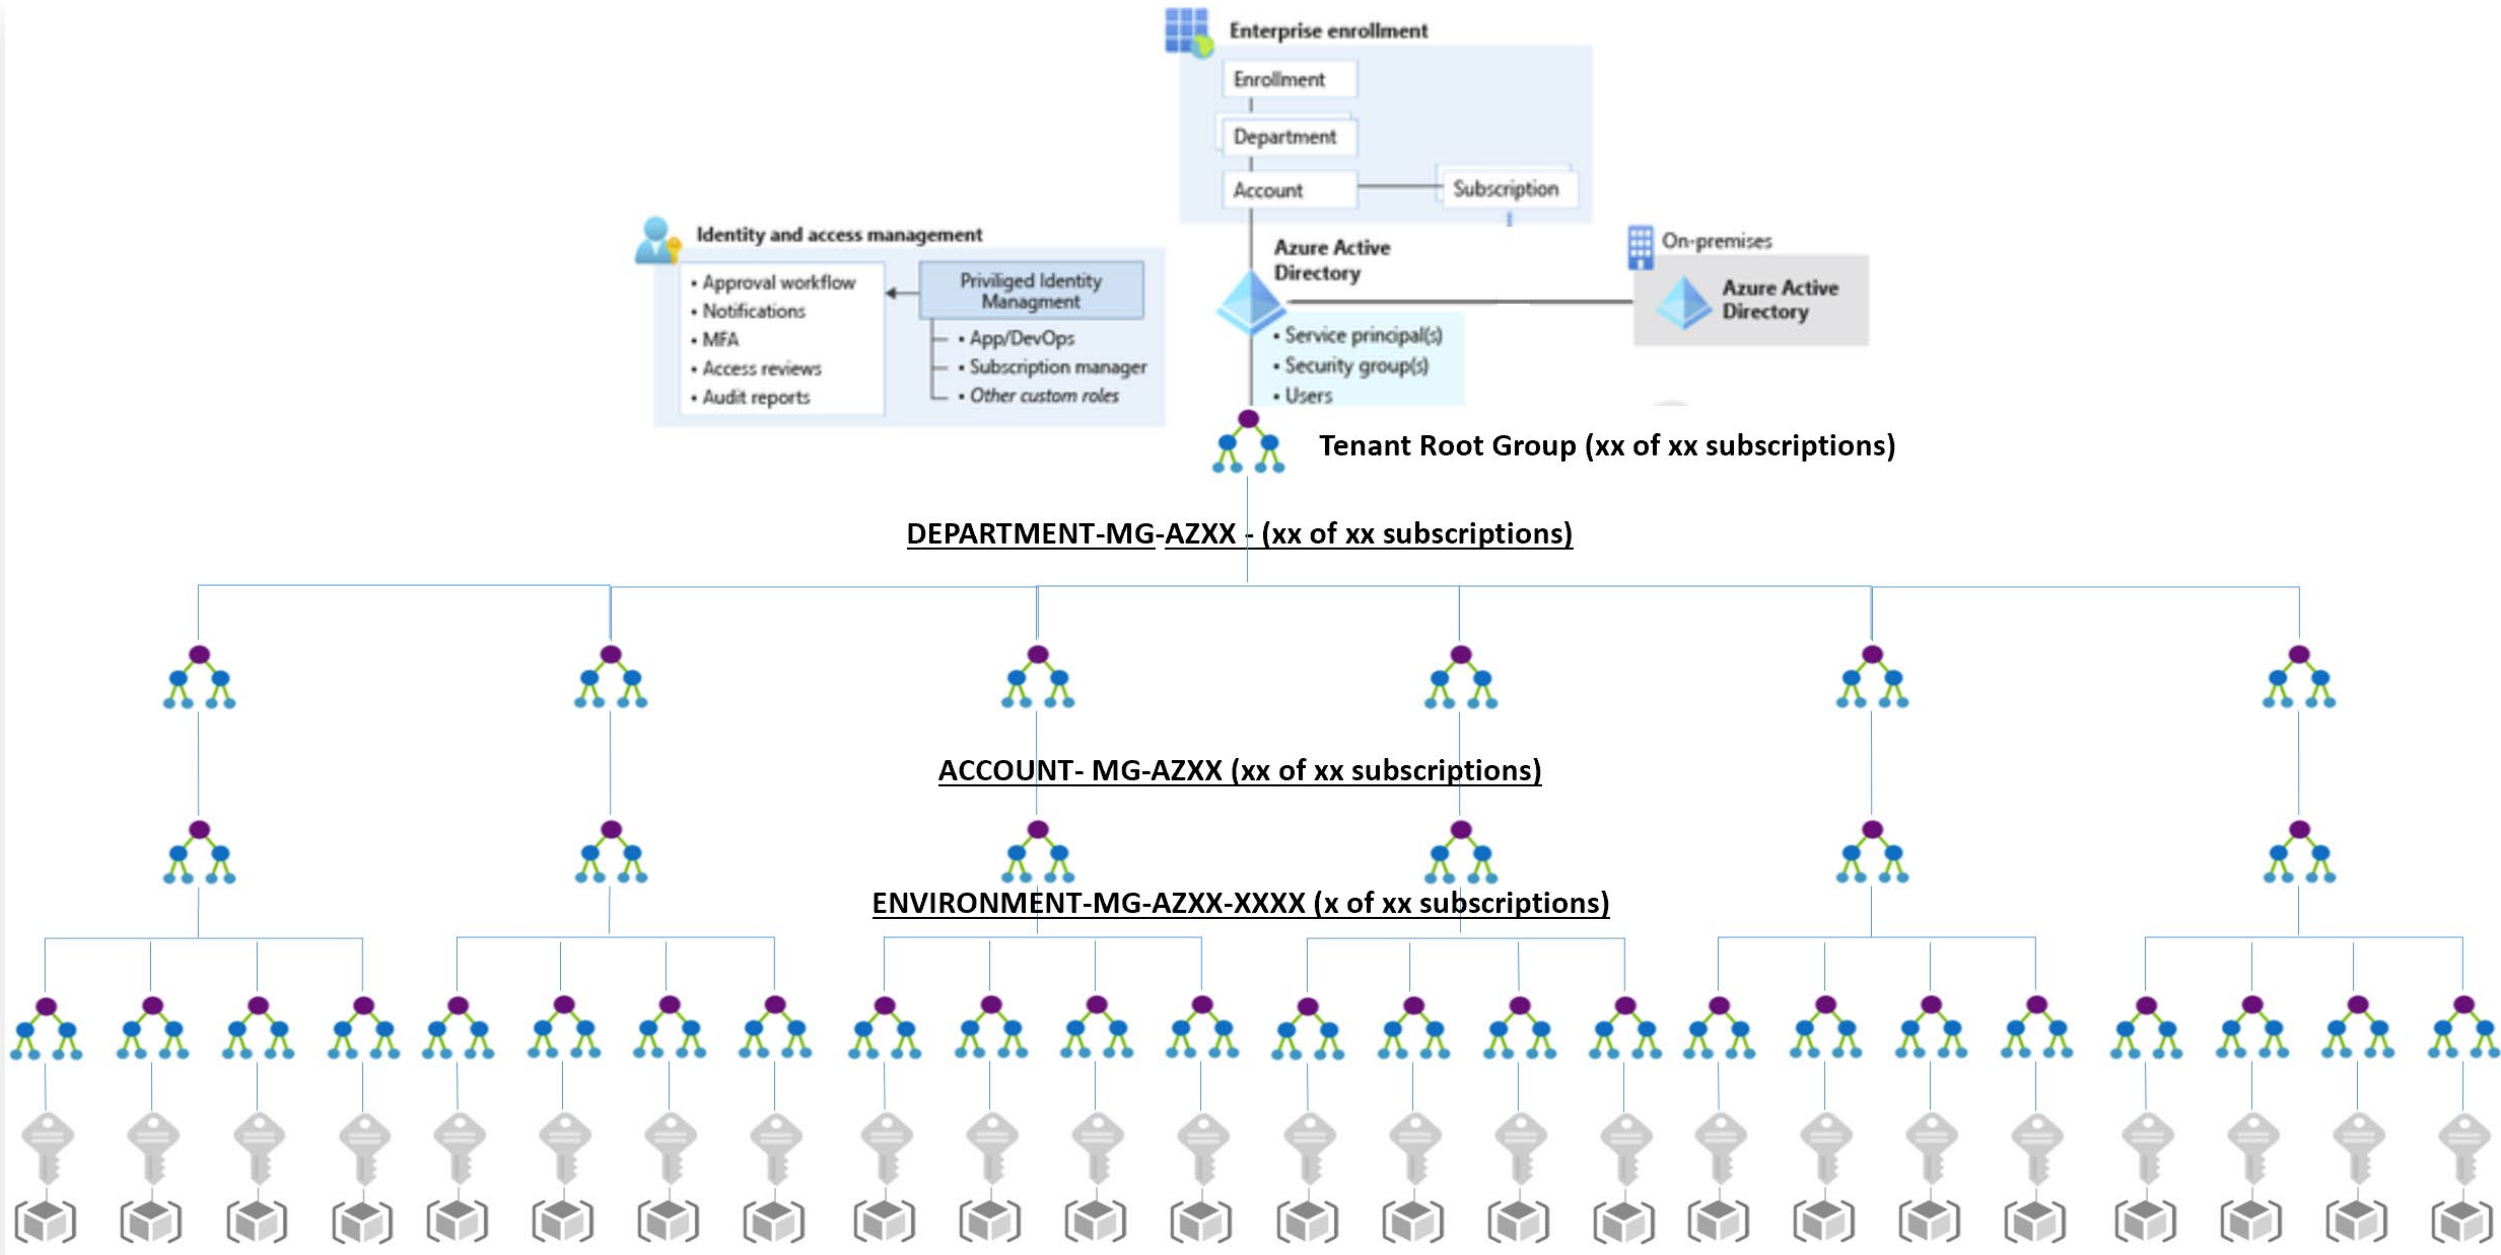 Enterprise enrollment
Enrollment
Department
Account
Subscription
Identity and access management
• Approval workflow
• Notifications
• MFA
• Access reviews
• Audit reports
Priviliged Identity
Managment
• App/DevOps
• Subscription manager
• Other custom roles
Azure Active
Directory
• Service principal(s)
• Security group(s)
• Users
On-premises
Azure Active
Directory
Tenant Root Group (xx of xx subscriptions)
DEPARTMENT-MG-AZXX - (xx of xx subscriptions)
ACCOUNT- MG-AZXX (xx of xx subscriptions)
ENVIRONMENT-MG-AZXX-XXXX (x of xx subscriptions)